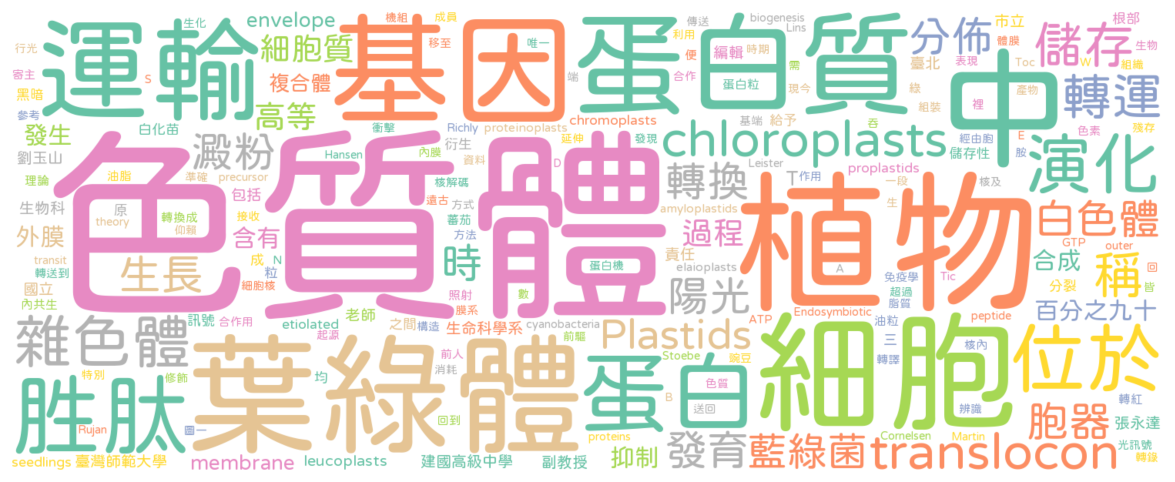 生化 機組 成員 傳送 biogenesis 市立 根部
envelope 移至 唯一 利用 Lins 體膜 生物
行光 運輸 基因 蛋白質 中 分佈 儲存
細胞質 便 編輯 時期 臺北 表現 Toc W 組織
宿主 S 複合體 端 合作 需 蛋白粒 現今 綠 轉運
黑暗 高等 產物
參考 chromoplasts 基端 給予 組裝 裡 色素 殘存
發生 白化苗 衝擊 Richly proteinoplasts 發現 吞 經由胞 E
劉玉山 澱粉 Hansen 衍生 延伸 chloroplasts 儲存性 胺 演化
內膜 資料 D Leister
理論 油脂 準確 precursor 核解碼 轉換 T 作用 proplastids 核及
色質體 植物 一段
生物科 原 包括 遠古 方式 amyloplastids 生 白色體
theory 轉換成 仰賴 接收 蕃茄 GTP
外膜 含有 方法 過程 責任 outer
transit 成 N 時 elaioplasts A 免疫學 Tic 合成 稱
轉送到 粒 細胞核 蛋白機 陽光 超過 分裂 回
國立 生長 照射 膜系 數 脂質 皆
內共生 訊號 合作用 老師 ATP Endosymbiotic peptide 百分之九十
雜色體 etiolated 之間 構造 生命科學系 cyanobacteria Plastids 油粒 三 核內
起源 前驅
葉綠體 前人 消耗 Stoebe 豌豆 細胞 轉譯 位於
特別 修飾 均 蛋白 色質 轉紅
胜肽 回到 B 送回 辨識 胞器 張永達
Rujan 圖一 proteins Cornelsen Martin 光訊號
seedlings 臺灣師範大學 membrane leucoplasts 建國高級中學 副教授 抑制 發育 藍綠菌 translocon 轉錄